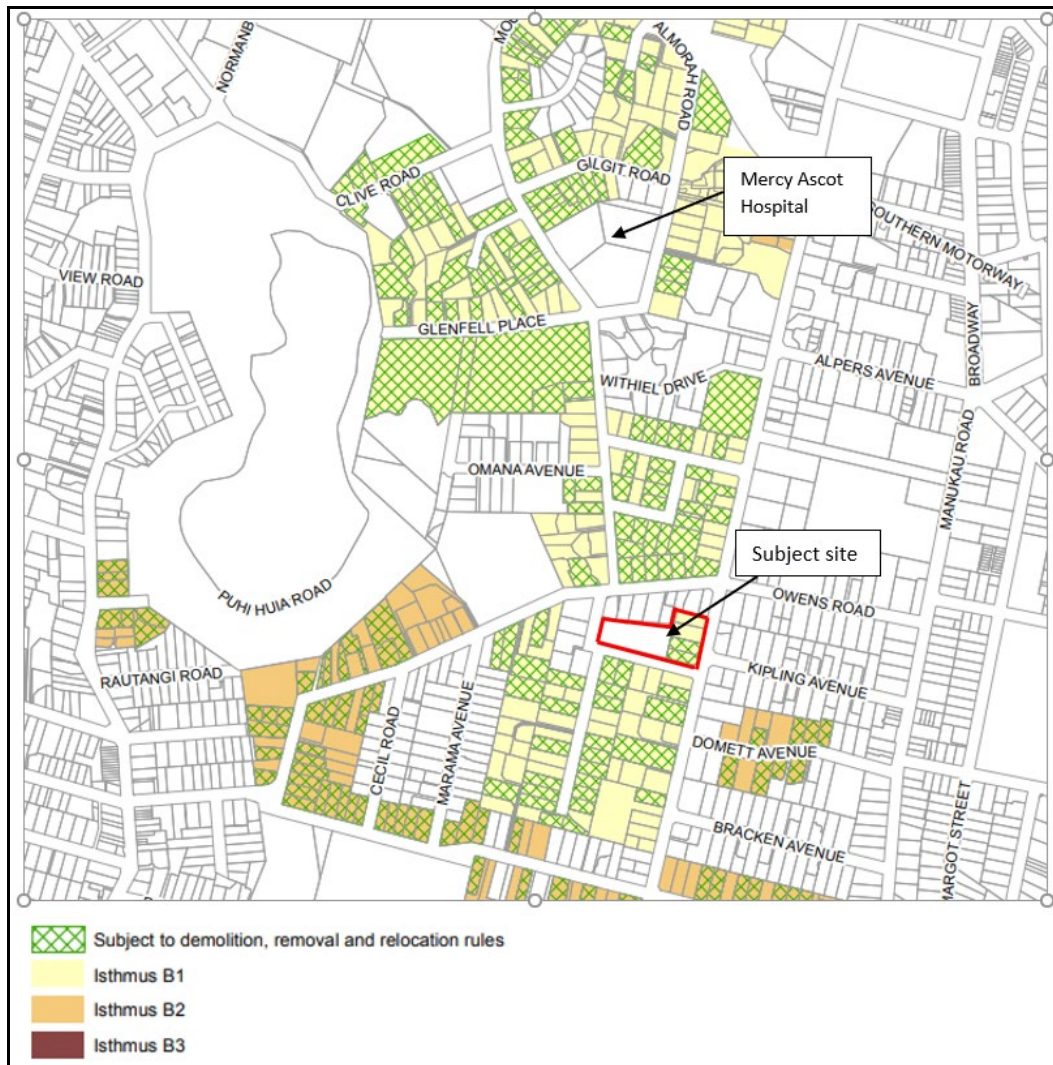 NORMANB
MOU
ALMORAH ROAD
CLIVE ROAD
GILGIT ROAD
Mercy Ascot
Hospital
SOUTHERN MOTORWAY
VIEW ROAD
GLENFELL PLACE
BROADWAY
WITHIEL DRIVE
ALPERS AVENUE
OMANA AVENUE
MANUKAU ROAD
Subject site
PUHI HUIA ROAD
OWENS ROAD
RAUTANGI ROAD
KIPLING AVENUE
CECIL ROAD
MARAMA AVENUE
DOMETT AVENUE
BRACKEN AVENUE
MARGOT STREET
Subject to demolition, removal and relocation rules
Isthmus B1
Isthmus B2
Isthmus B3